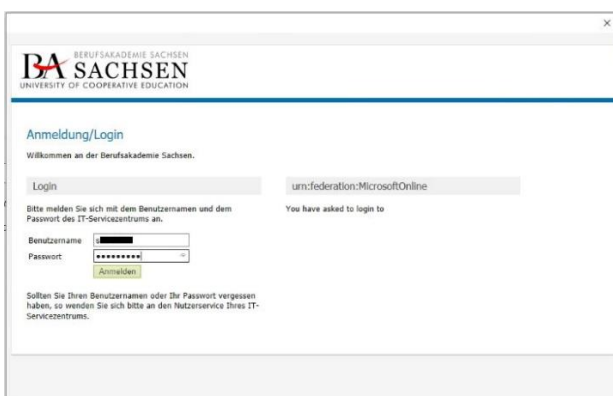 BERUFSAKADEMIE SACHSEN
BA SACHSEN
UNIVERSITY OF COOPERATIVE EDUCATION
Anmeldung/Login
Willkommen an der Berufsakademie Sachsen.
Login
Bitte melden Sie sich mit dem Benutzernamen und dem
Passwort des IT-Servicezentrums an.
Benutzername s
Passwort
Anmelden
Sollten Sie Ihren Benutzernamen oder Ihr Passwort vergessen
haben, so wenden Sie sich bitte an den Nutzerservice Ihres IT-
Servicezentrums.
urn:federation:MicrosoftOnline
You have asked to login to